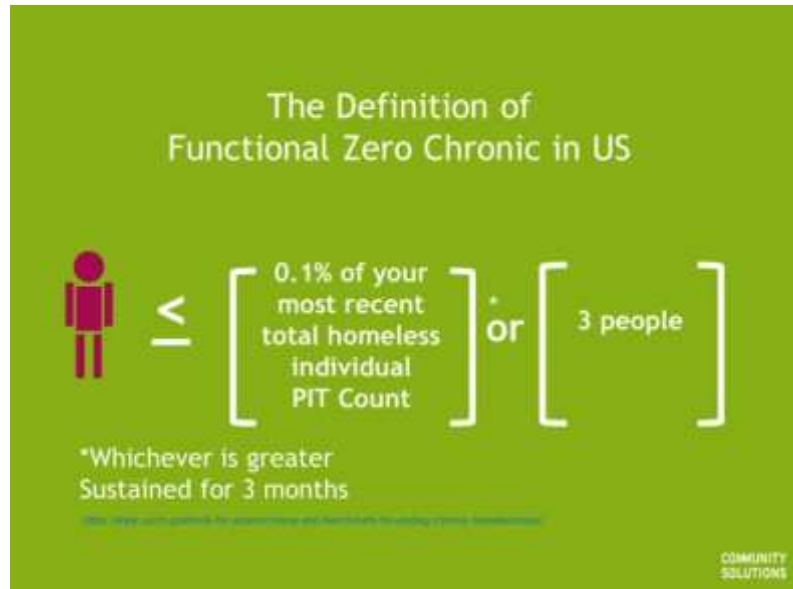 The Definition of
Functional Zero Chronic in US
≤
0.1% of your
most recent
total homeless
individual
PIT Count
*
or
3 people
*Whichever is greater
Sustained for 3 months
COMMUNITY
SOLUTIONS